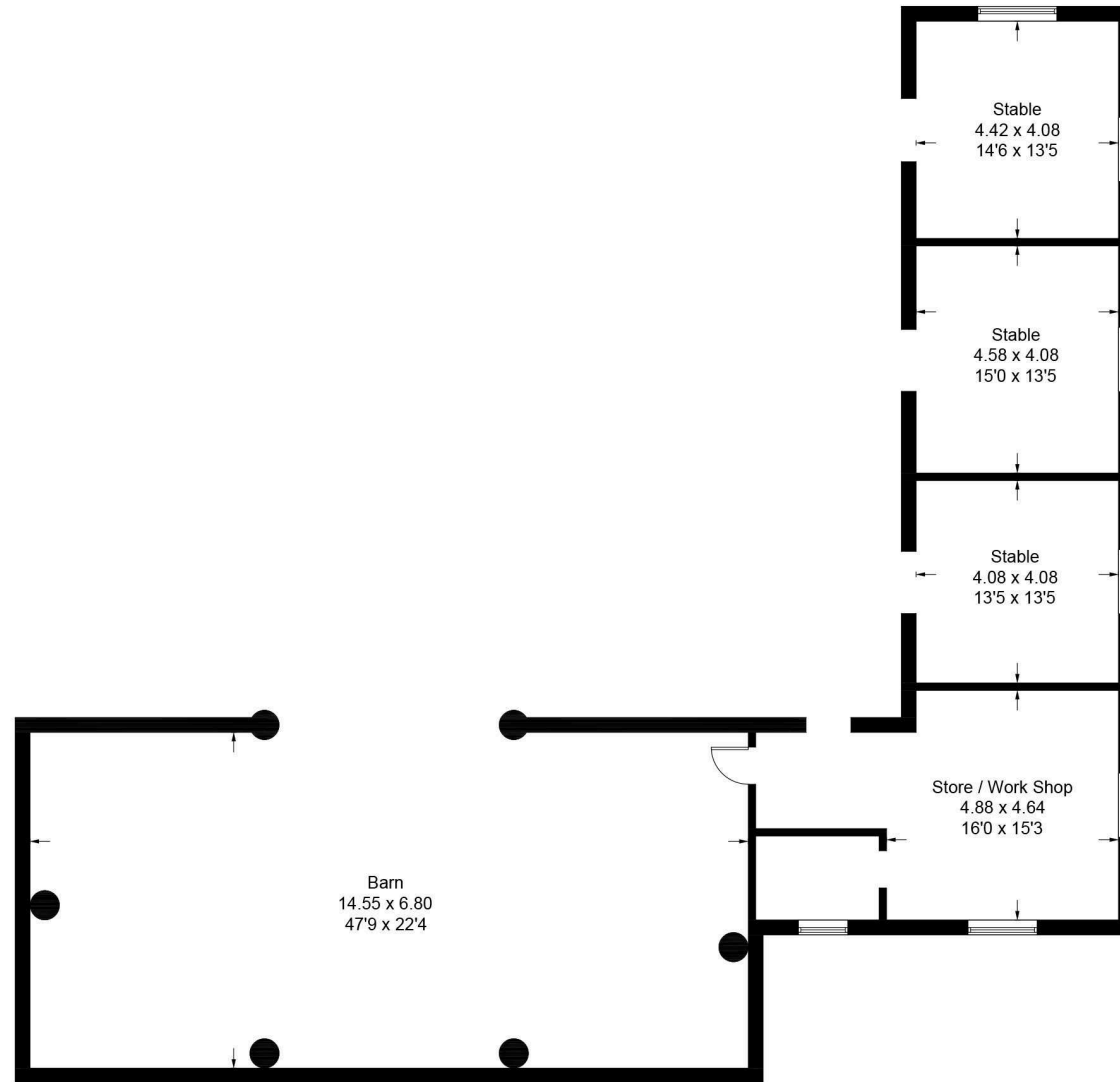 Stable
4.42 x 4.08
14'6 x 13'5
Stable
4.58 x 4.08
15'0 x 13'5
Stable
4.08 x 4.08
13'5 x 13'5
Store / Work Shop
4.88 x 4.64
16'0 x 15'3
Barn
14.55 x 6.80
47'9 x 22'4